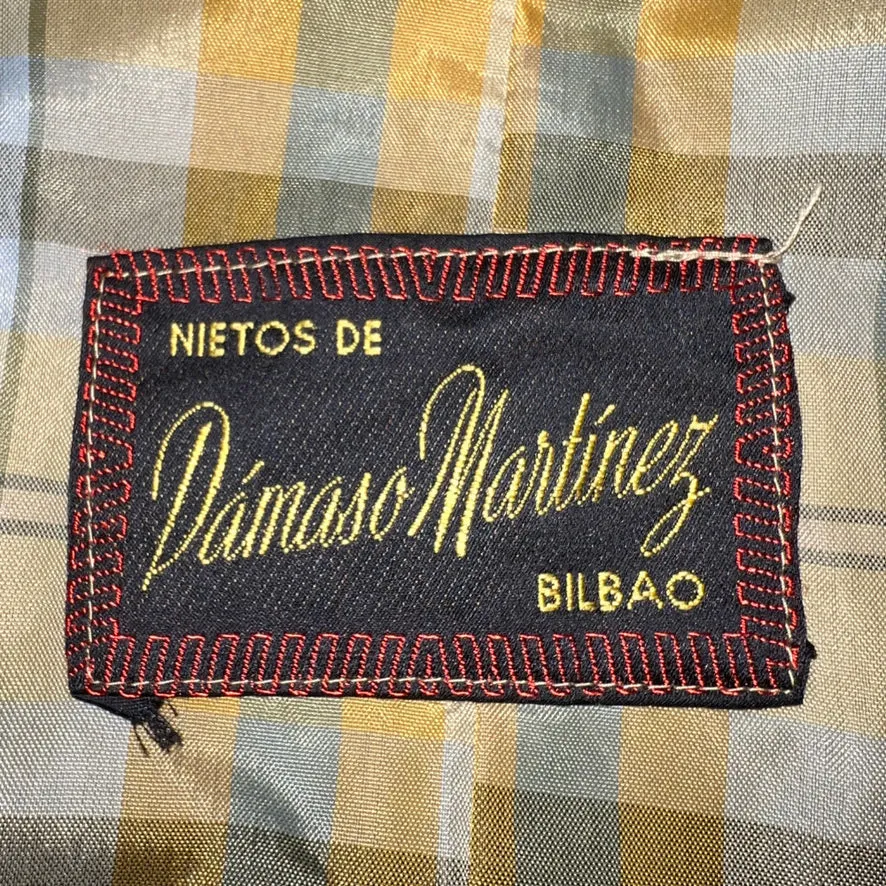 NIETOS DE
Dámaso Martínez
BILBAO